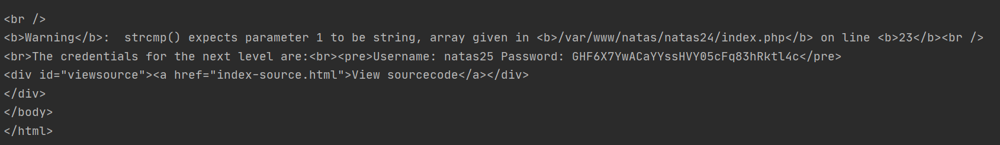 <br />
<b>Warning</b>:  strcmp() expects parameter 1 to be string, array given in <b>/var/www/natas/natas24/index.php</b> on line <b>23</b><br />
<br>The credentials for the next level are:<br><pre>Username: natas25 Password: GHF6X7YwACaYYssHVY05cFq83hRktl4c</pre>
<div id="viewsource"><a href="index-source.html">View sourcecode</a></div>
</div>
</body>
</html>